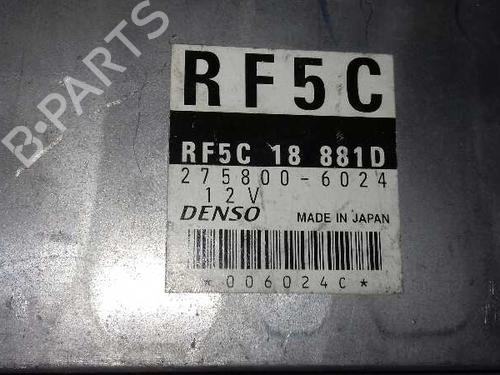 B-PARTS
RF5C
RF5C 18 881D
275800-6024
12V
DENSO MADE IN JAPAN
*006024C*